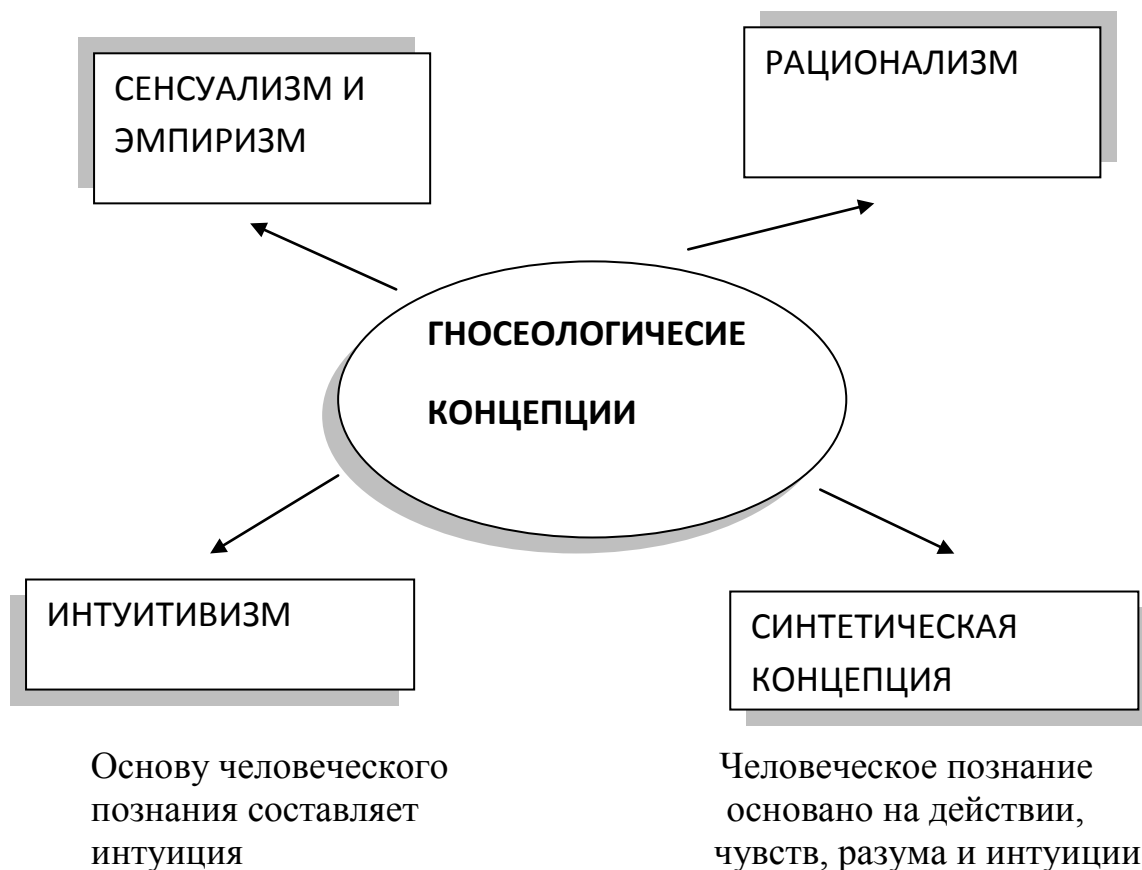 СЕНСУАЛИЗМ И
ЭМПИРИЗМ
РАЦИОНАЛИЗМ
ГНОСЕОЛОГИЧЕСИЕ
КОНЦЕПЦИИ
ИНТУИТИВИЗМ
СИНТЕТИЧЕСКАЯ
КОНЦЕПЦИЯ
Основу человеческого
познания составляет
интуиция
Человеческое познание
основано на действии,
чувств, разума и интуиции